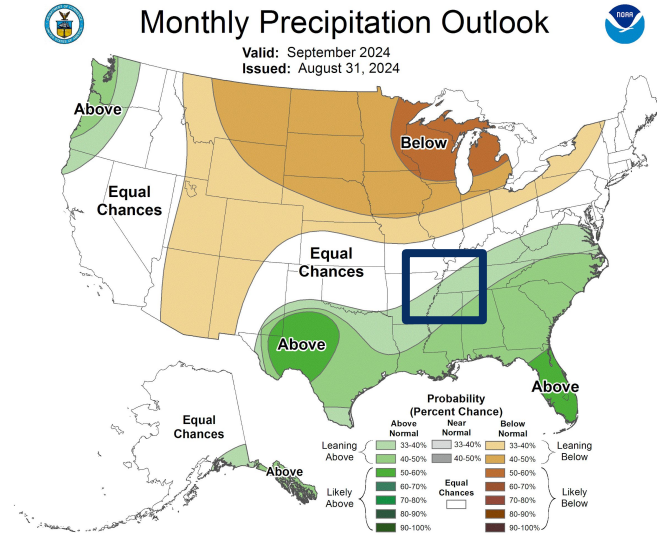 Monthly Precipitation Outlook
Valid: September 2024
Issued: August 31, 2024
NOAA
Above
Below
Equal
Chances
Equal
Chances
Above
Above
Equal
Chances
Above
Probability
(Percent Chance)
Above
Normal
Near
Normal
Below
Normal
Leaning
Above
33-40%
33-40%
33-40%
Leaning
Below
40-50%
40-50%
40-50%
Likely
Above
50-60%
50-60%
Likely
Below
60-70%
60-70%
Equal
Chances
70-80%
70-80%
80-90%
80-90%
90-100%
90-100%